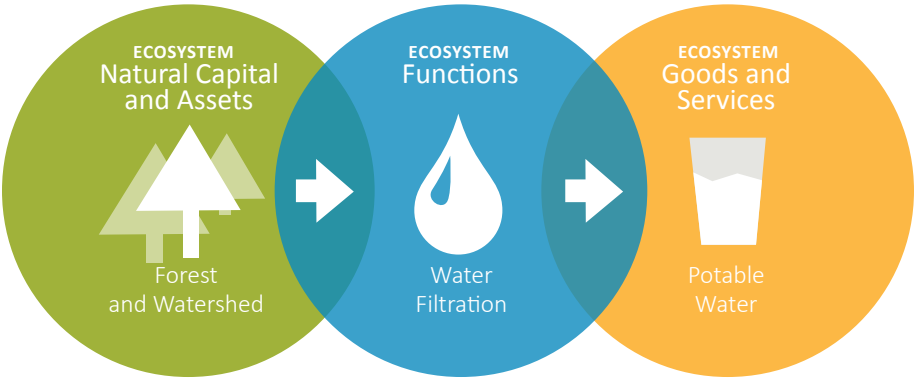 ECOSYSTEM
Natural Capital
and Assets
Forest
and Watershed
ECOSYSTEM
Functions
Water
Filtration
ECOSYSTEM
Goods and
Services
Potable
Water